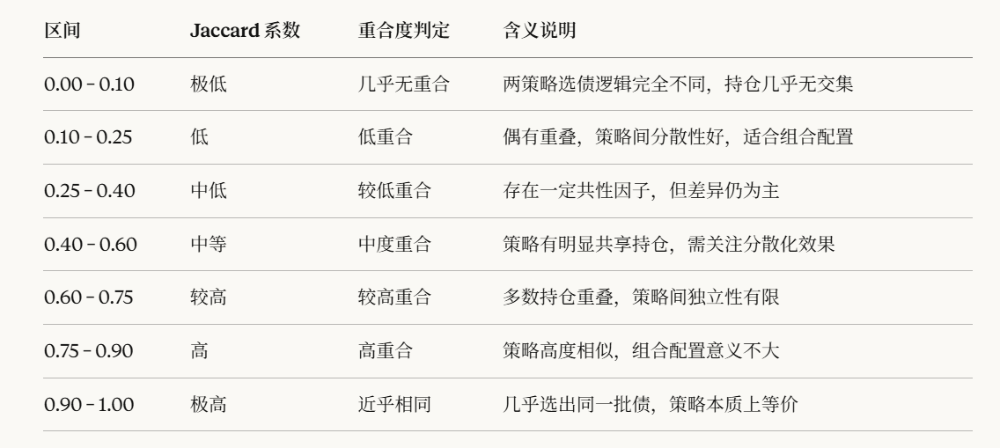 区间 Jaccard 系数 重合度判定 含义说明
0.00 – 0.10 极低 几乎无重合 两策略选债逻辑完全不同，持仓几乎无交集
0.10 – 0.25 低 低重合 偶有重叠，策略间分散性好，适合组合配置
0.25 – 0.40 中低 较低重合 存在一定共性因子，但差异仍为主
0.40 – 0.60 中等 中度重合 策略有明显共享持仓，需关注分散化效果
0.60 – 0.75 较高 较高重合 多数持仓重叠，策略间独立性有限
0.75 – 0.90 高 高重合 策略高度相似，组合配置意义不大
0.90 – 1.00 极高 近乎相同 几乎选出同一批债，策略本质上等价